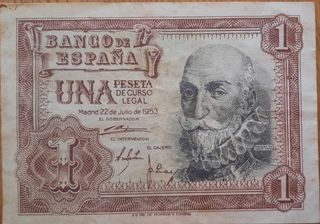 BANCO DE
ESPAÑA
1
UNA PESETA
DE CURSO
LEGAL
Madrid 22 de Julio de 1953
EL GOBERNADOR
EL INTERVENTOR
EL CAJERO
1
1